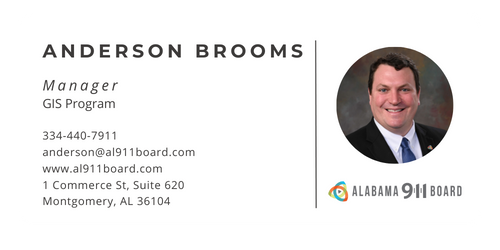 ANDERSON BROOMS
Manager
GIS Program
334-440-7911
anderson@al911board.com
www.al911board.com
1 Commerce St, Suite 620
Montgomery, AL 36104
ALABAMA 911 BOARD